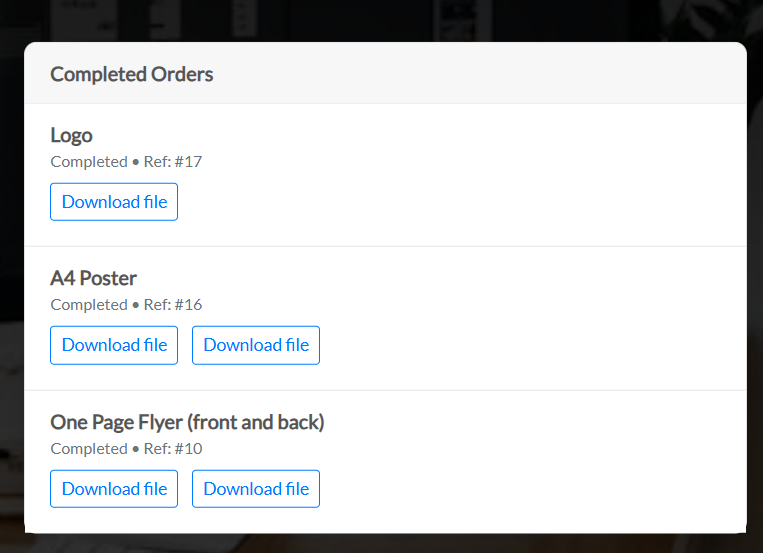 Completed Orders
Logo
Completed • Ref: #17
Download file
A4 Poster
Completed • Ref: #16
Download file Download file
One Page Flyer (front and back)
Completed • Ref: #10
Download file Download file